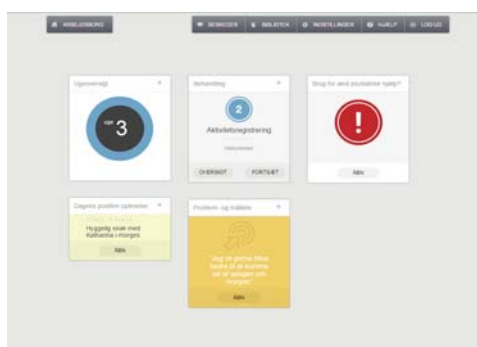 ARBEJDSBORD
BESKEDER
BIBLIOTEK
INDSTILLINGER
HJÆLP
LOG UD
Ugeoversigt
UGE 3
Behandling
2
Aktivitetsregistrering
OVERSIGT
FORTSÆT
Brug for akut psykiatrisk hjælp?
!
Åbn
Dagens positive oplevelse
Hyggelig snak med
Katharina i morges
Åbn
Problem- og målliste
"Jeg vil gerne blive
bedre til at komme
ud af sengen om
morgen"
Åbn